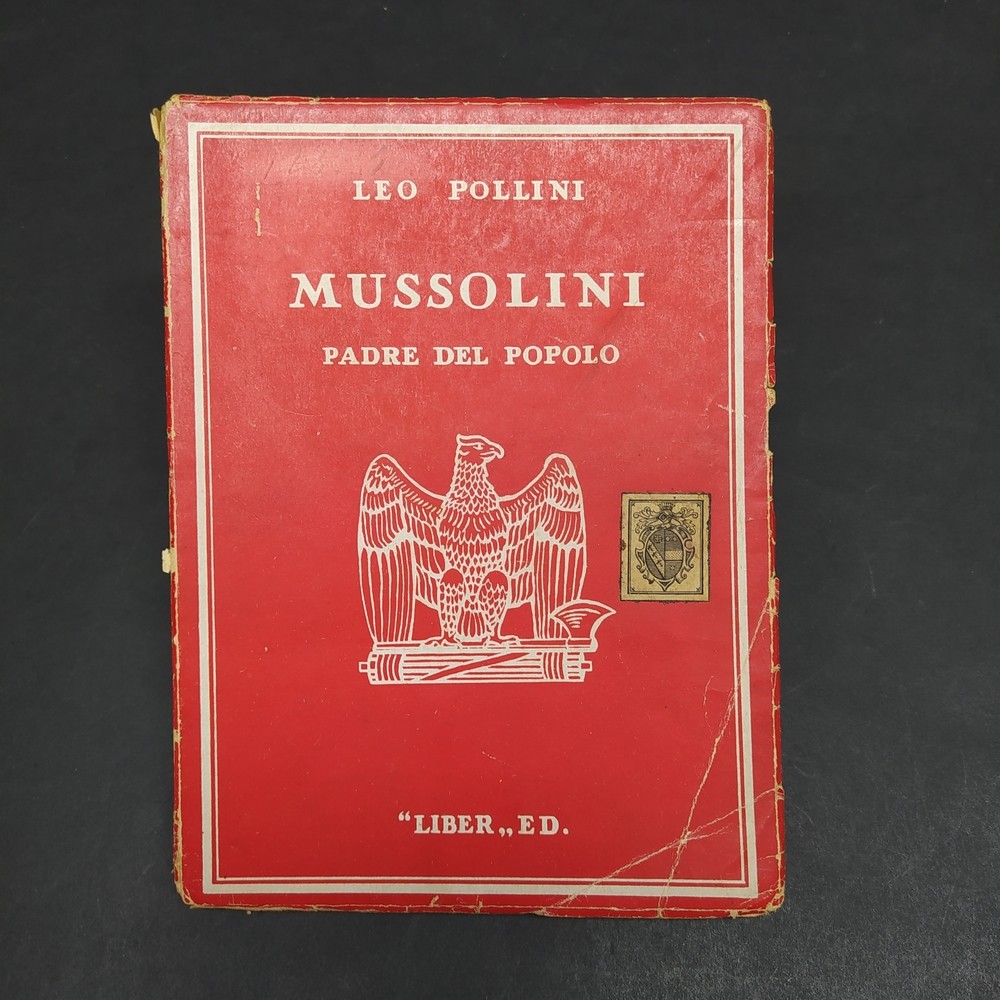 LEO POLLINI
MUSSOLINI
PADRE DEL POPOLO
“LIBER„ ED.